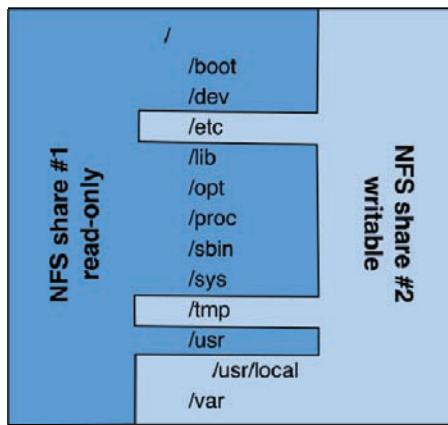 NFS share #1
read-only
/
/boot
/dev
/etc
/lib
/opt
/proc
/sbin
/sys
/tmp
/usr
/usr/local
/var
NFS share #2
writable